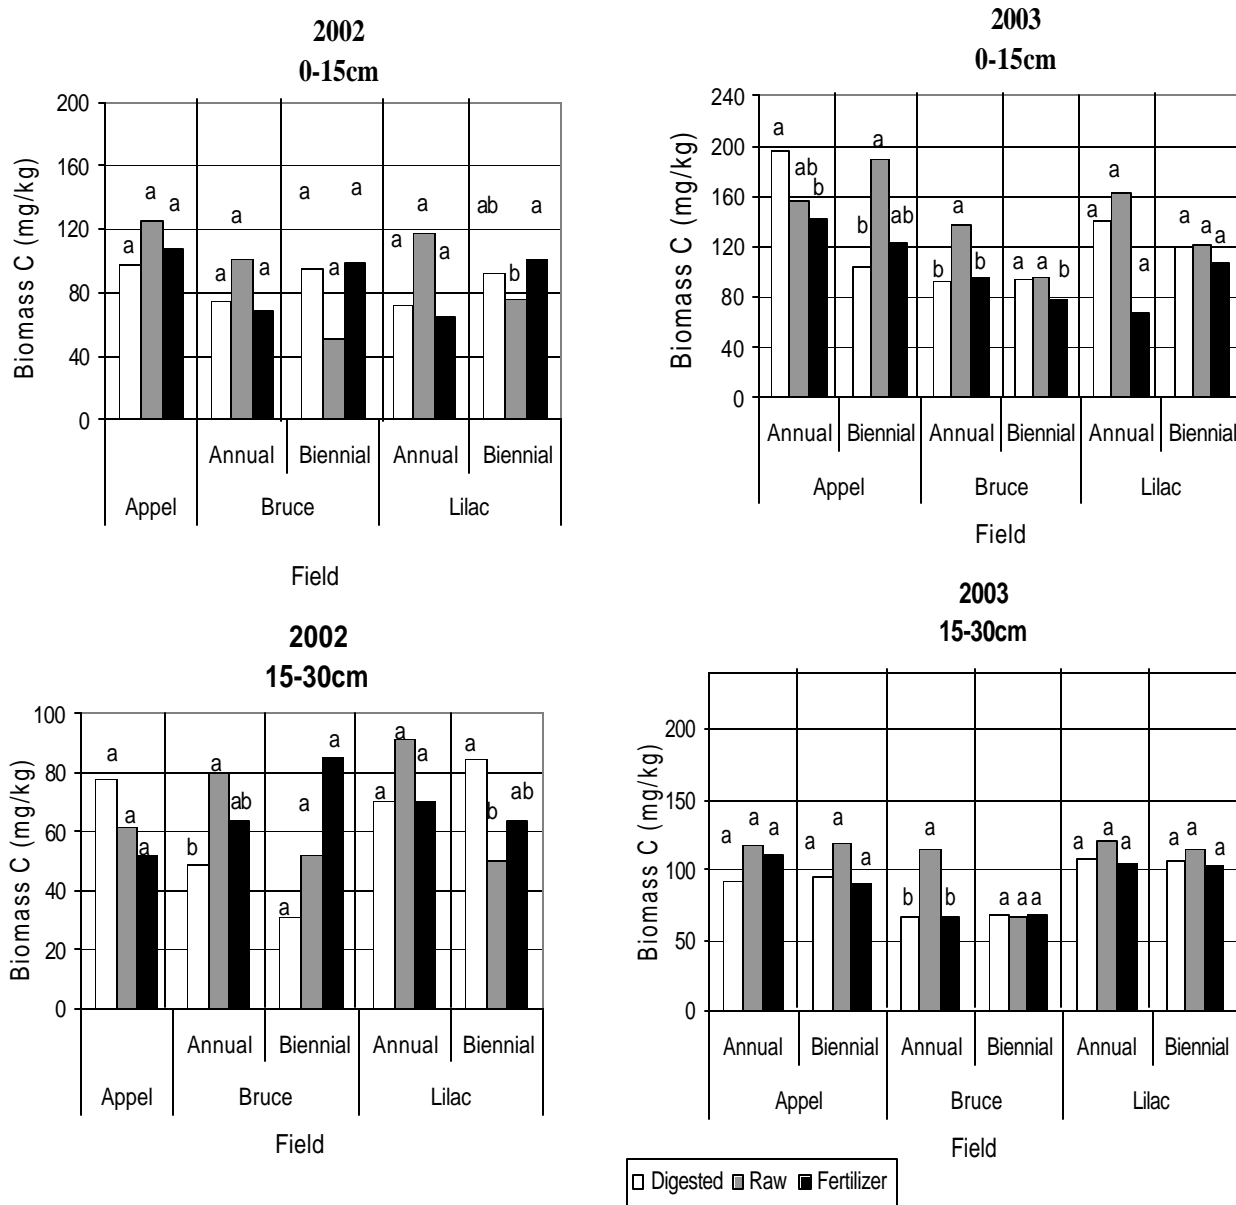 2002
0-15cm
Biomass C (mg/kg)
200
160
120
80
40
0
a a a a a a a a a a a a ab b a
Annual Biennial Annual Biennial
Appel Bruce Lilac
Field
2003
0-15cm
Biomass C (mg/kg)
240
200
160
120
80
40
0
a ab b b a ab b a b a a b a a a a a a
Annual Biennial Annual Biennial Annual Biennial
Appel Bruce Lilac
Field
2002
15-30cm
Biomass C (mg/kg)
100
80
60
40
20
0
a a a b a ab a a a a a a a b ab
Annual Biennial Annual Biennial
Appel Bruce Lilac
Field
2003
15-30cm
Biomass C (mg/kg)
200
150
100
50
0
a a a a a a b a b a a a a a a a a a
Annual Biennial Annual Biennial Annual Biennial
Appel Bruce Lilac
Field
Digested Raw Fertilizer